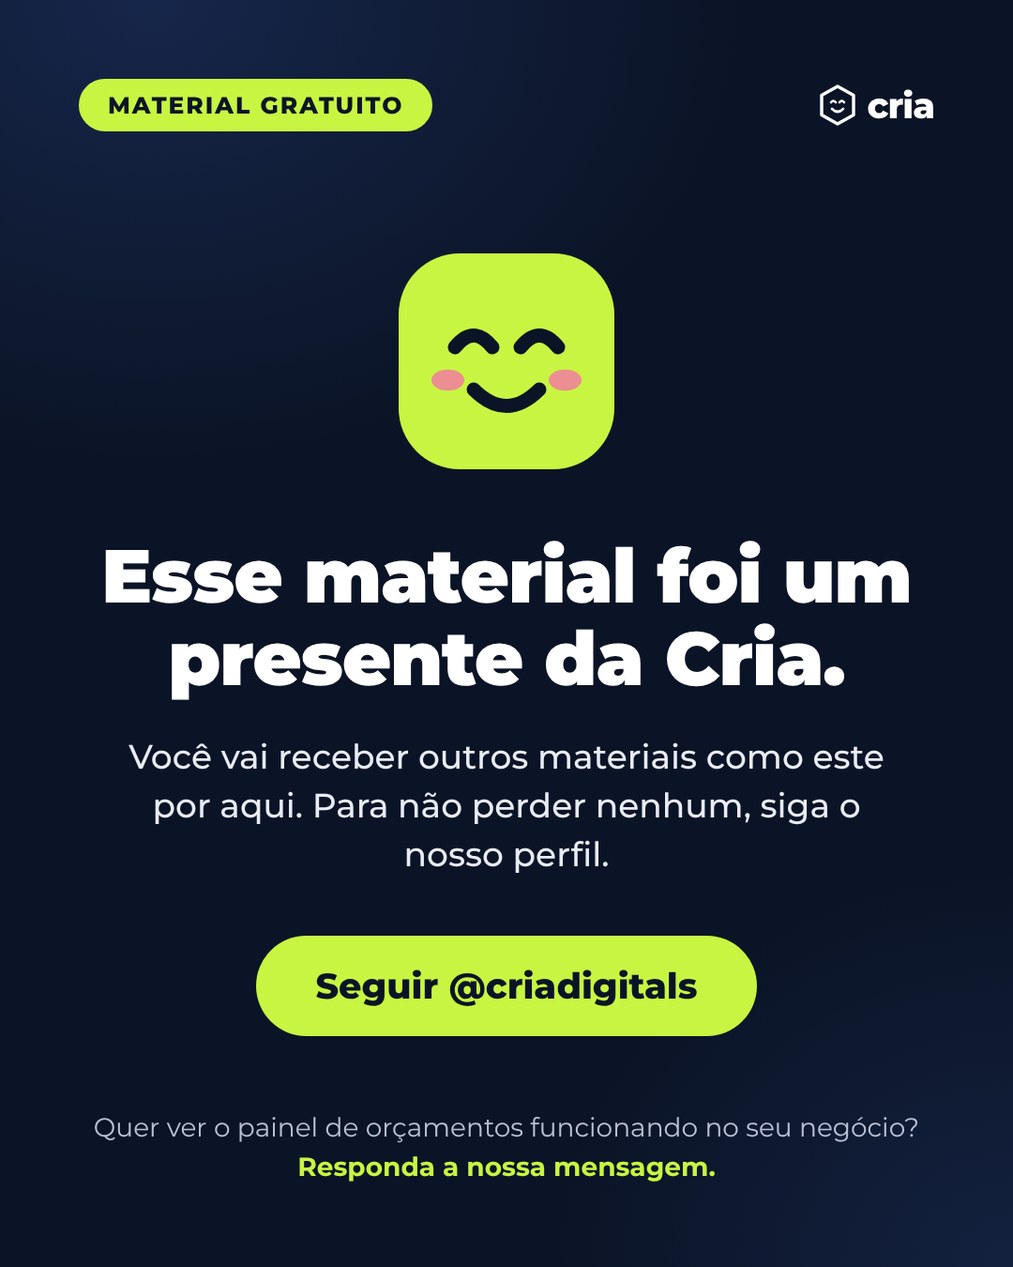 MATERIAL GRATUITO
cria
Esse material foi um
presente da Cria.
Você vai receber outros materiais como este
por aqui. Para não perder nenhum, siga o
nosso perfil.
Seguir @criadigitals
Quer ver o painel de orçamentos funcionando no seu negócio?
Responda a nossa mensagem.